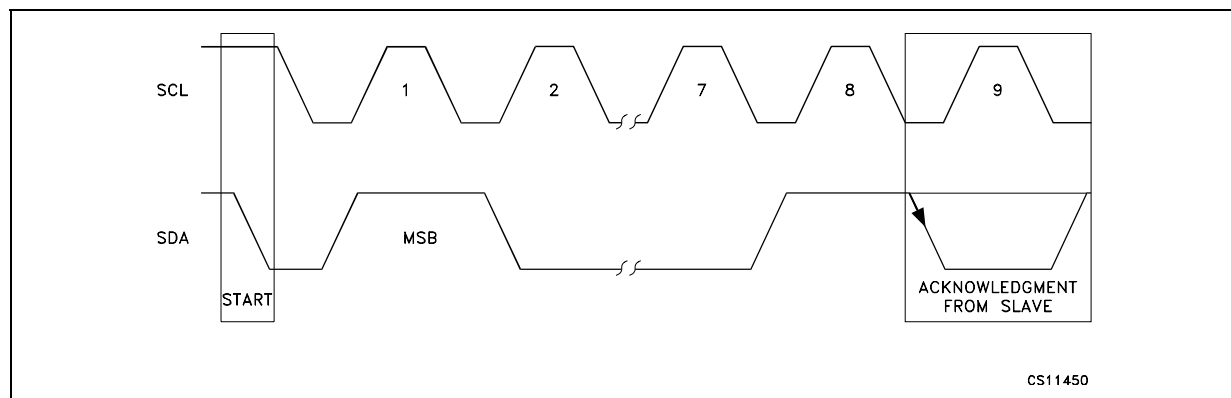 SCL
1
2
7
8
9
SDA
MSB
START
ACKNOWLEDGMENT
FROM SLAVE
CS11450